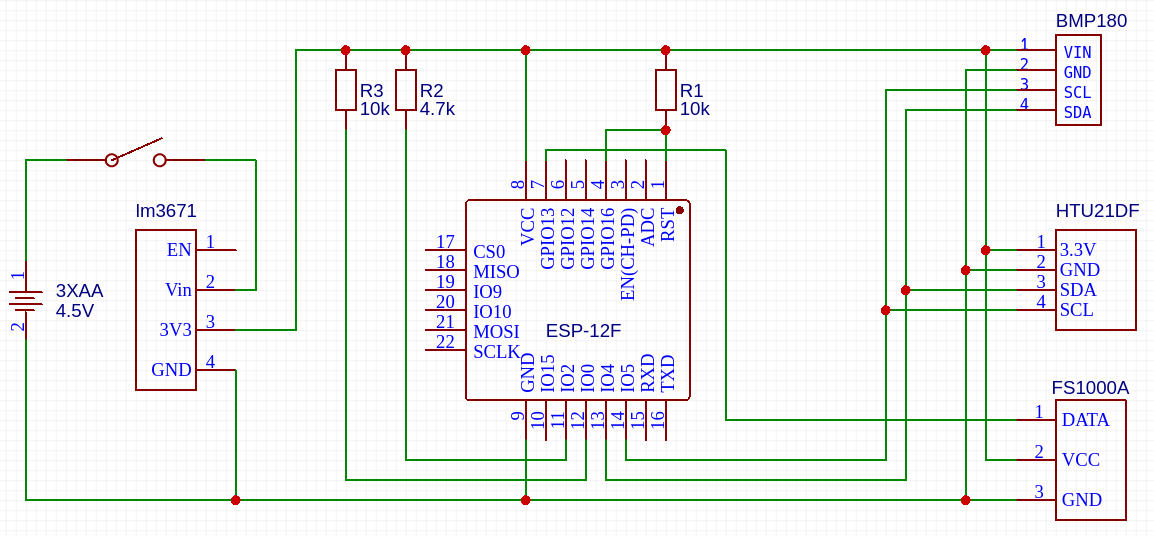 BMP180
1 VIN
2 GND
3 SCL
4 SDA
R3
10k
R2
4.7k
R1
10k
lm3671
EN 1
Vin 2
3V3 3
GND 4
1
3XAA
4.5V
2
8 7 6 5 4 3 2 1
VCC GPIO13 GPIO12 GPIO14 GPIO16 EN(CH-PD) ADC RST
17 CS0
18 MISO
19 IO9
20 IO10
21 MOSI
22 SCLK
ESP-12F
GND IO15 IO2 IO0 IO4 IO5 RXD TXD
9 10 11 12 13 14 15 16
HTU21DF
1 3.3V
2 GND
3 SDA
4 SCL
FS1000A
1 DATA
2 VCC
3 GND